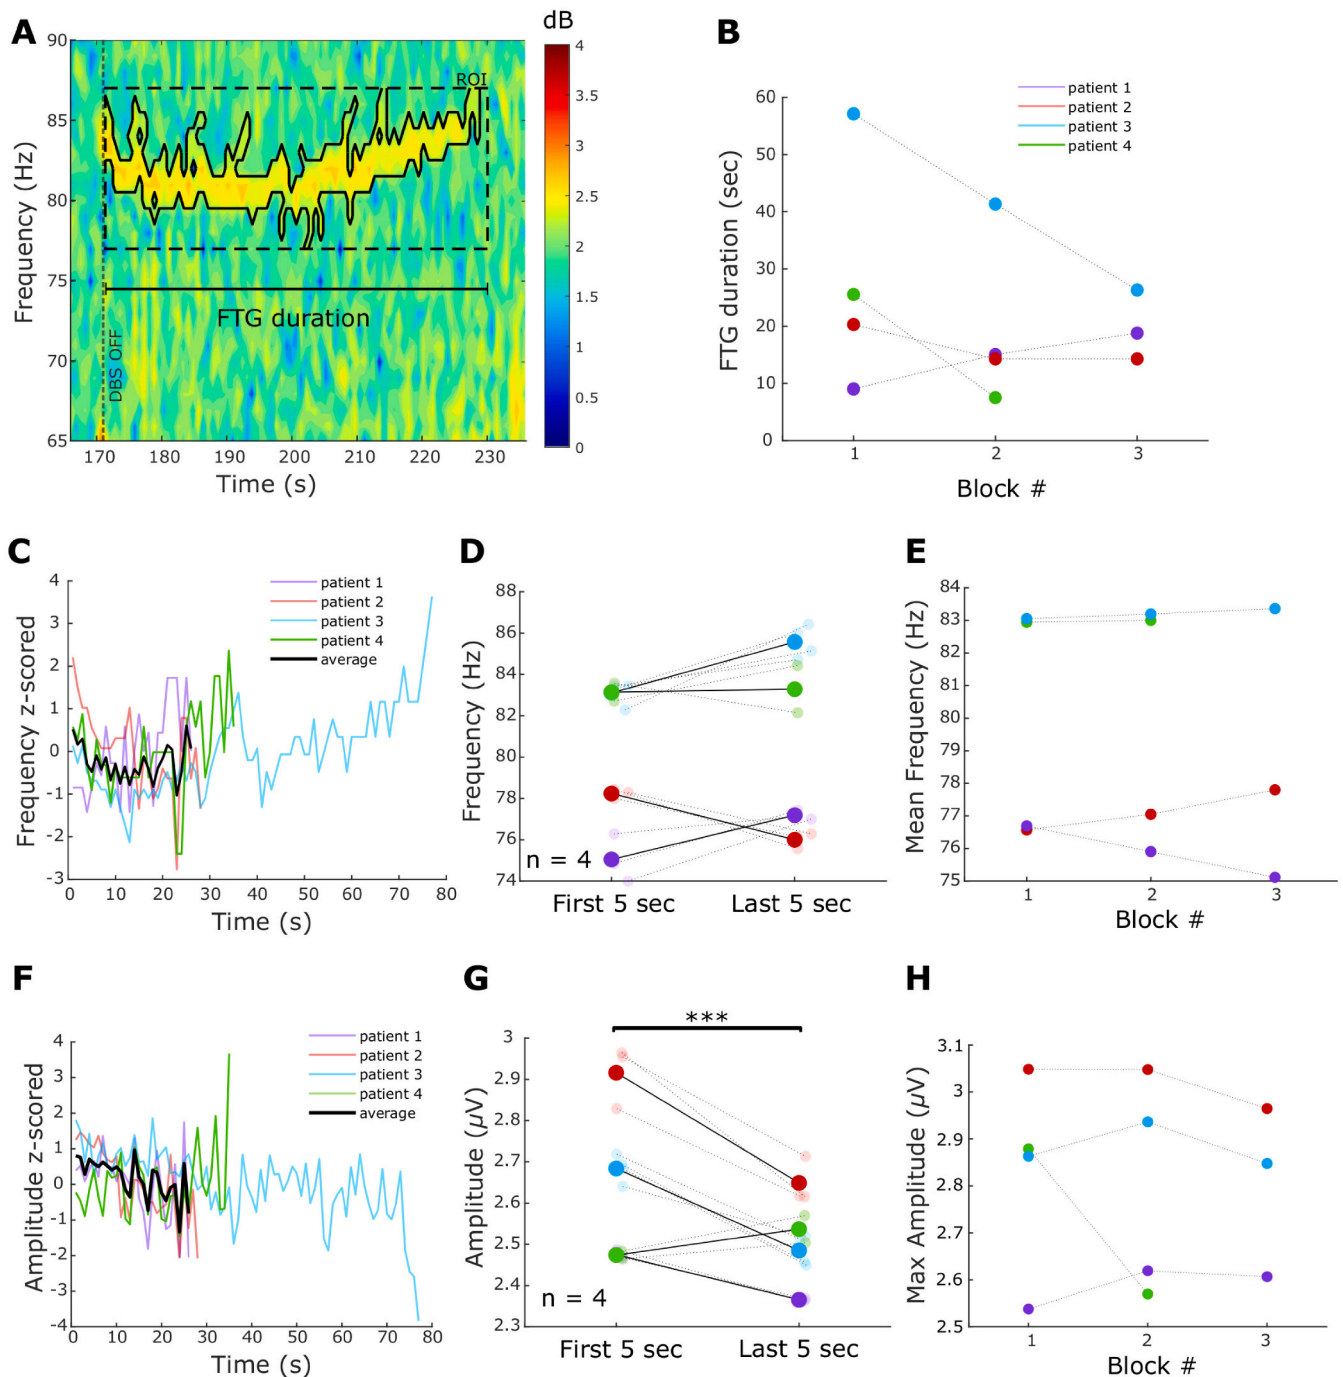 A
dB
B
90
85
80
75
70
65
Frequency (Hz)
ROI
FTG duration
DBS OFF
170 180 190 200 210 220 230
Time (s)
4
3.5
3
2.5
2
1.5
1
0.5
0
patient 1
patient 2
patient 3
patient 4
60
50
40
30
20
10
0
FTG duration (sec)
1 2 3
Block #
C
4
3
2
1
0
-1
-2
-3
Frequency z-scored
patient 1
patient 2
patient 3
patient 4
average
0 10 20 30 40 50 60 70 80
Time (s)
D
88
86
84
82
80
78
76
74
Frequency (Hz)
n = 4
First 5 sec Last 5 sec
E
84
83
82
81
80
79
78
77
76
75
Mean Frequency (Hz)
1 2 3
Block #
F
4
3
2
1
0
-1
-2
-3
-4
Amplitude z-scored
patient 1
patient 2
patient 3
patient 4
average
0 10 20 30 40 50 60 70 80
Time (s)
G
***
3
2.9
2.8
2.7
2.6
2.5
2.4
2.3
Amplitude (µV)
n = 4
First 5 sec Last 5 sec
H
3.1
3
2.9
2.8
2.7
2.6
2.5
Max Amplitude (µV)
1 2 3
Block #